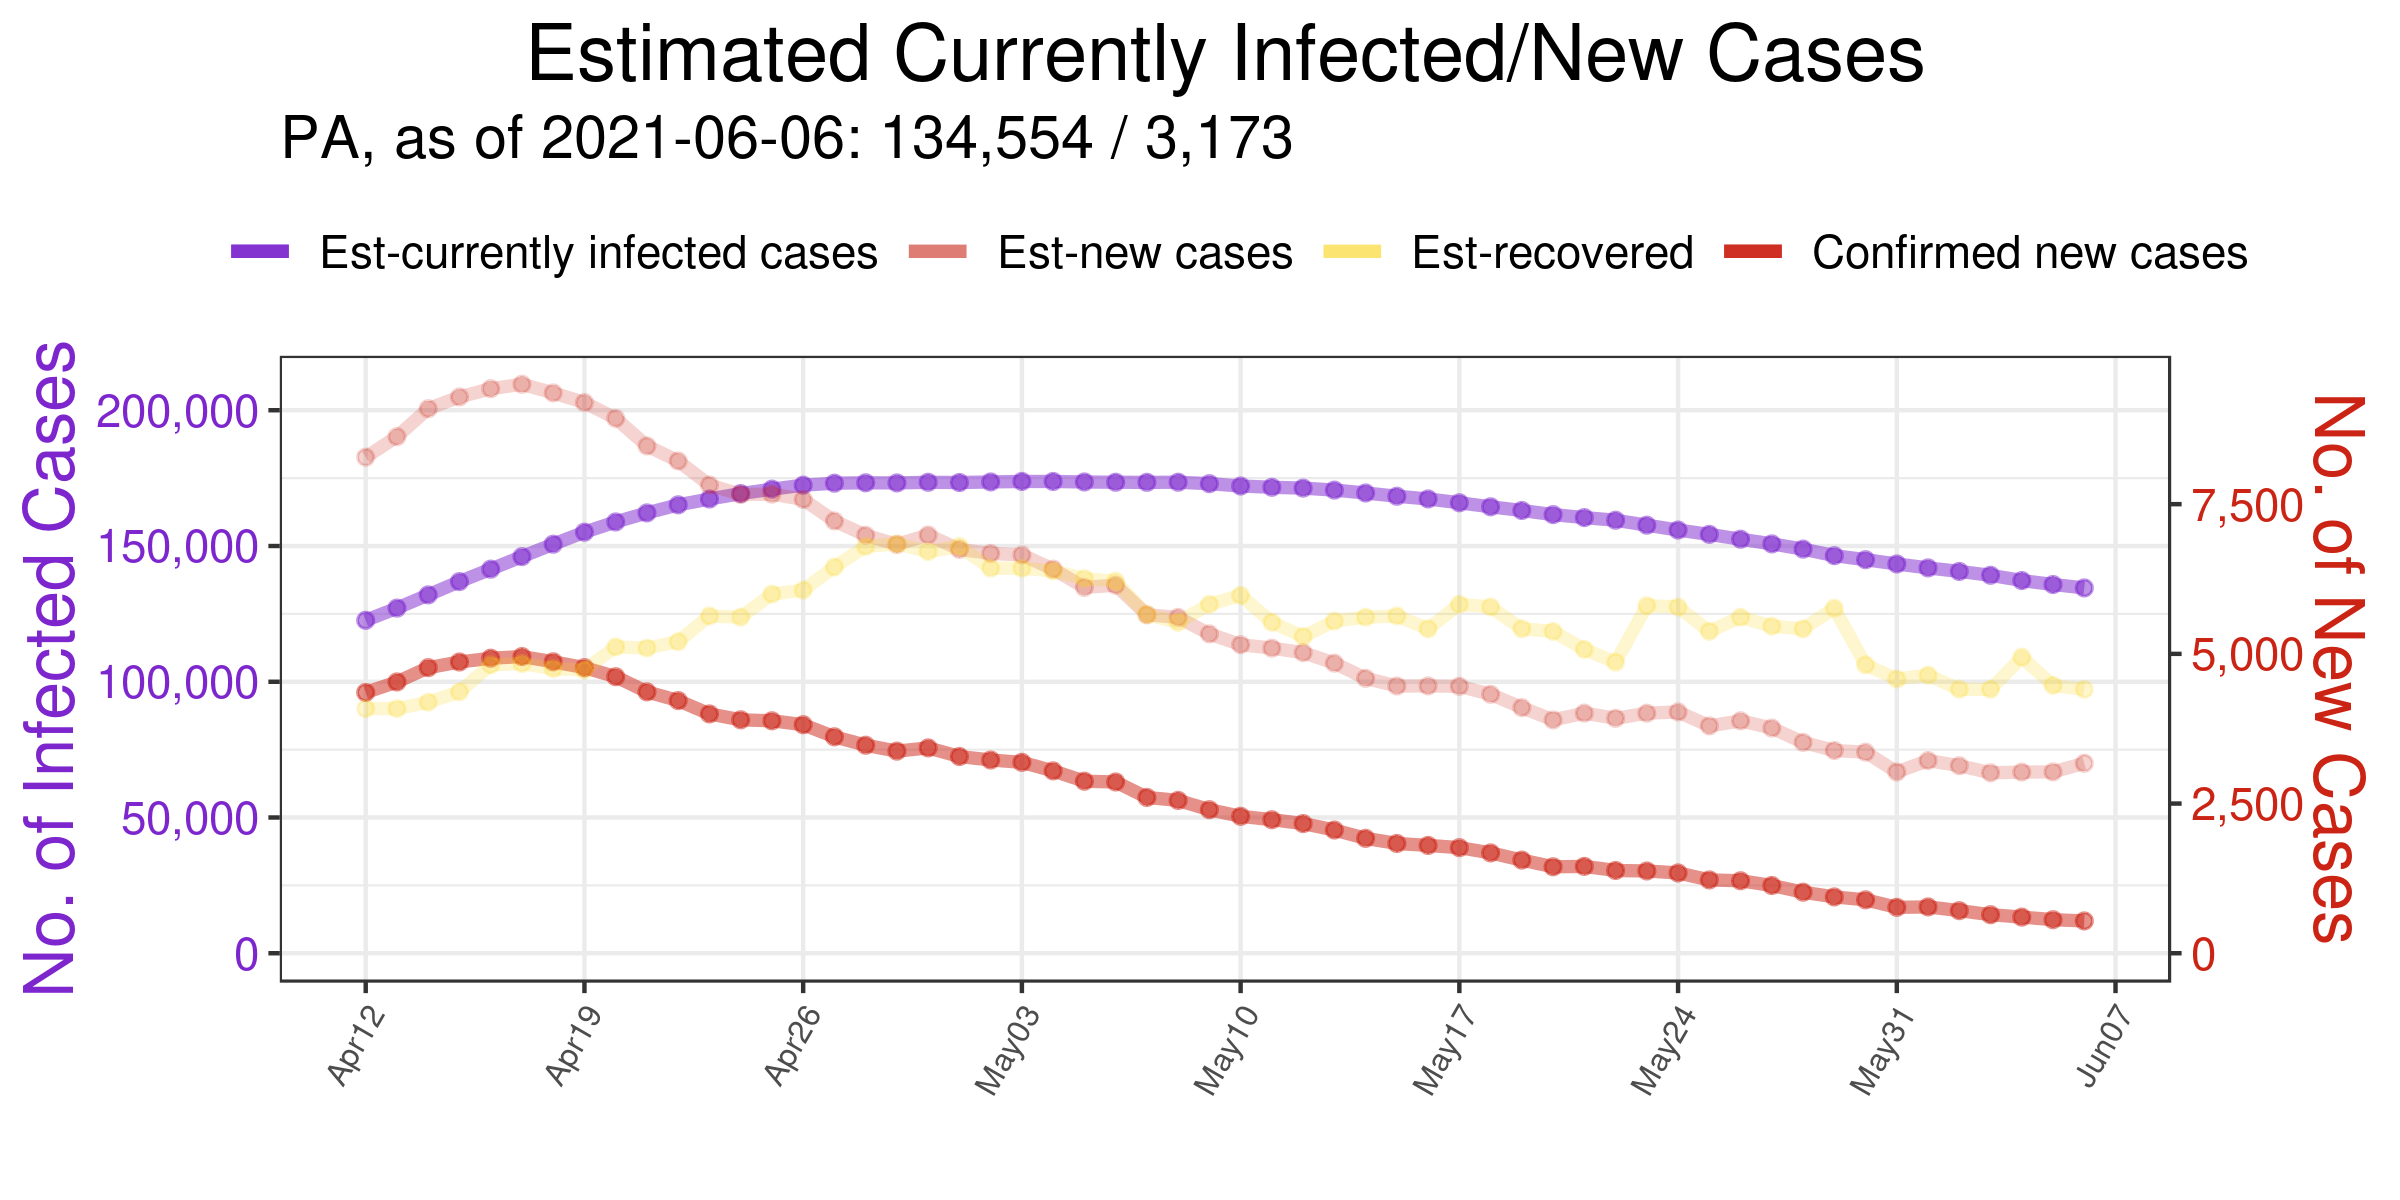 Estimated Currently Infected/New Cases
PA, as of 2021-06-06: 134,554 / 3,173
Est-currently infected cases Est-new cases Est-recovered Confirmed new cases
No. of Infected Cases
200,000
150,000
100,000
50,000
0
7,500
5,000
2,500
0
No. of New Cases
Apr12 Apr19 Apr26 May03 May10 May17 May24 May31 Jun07